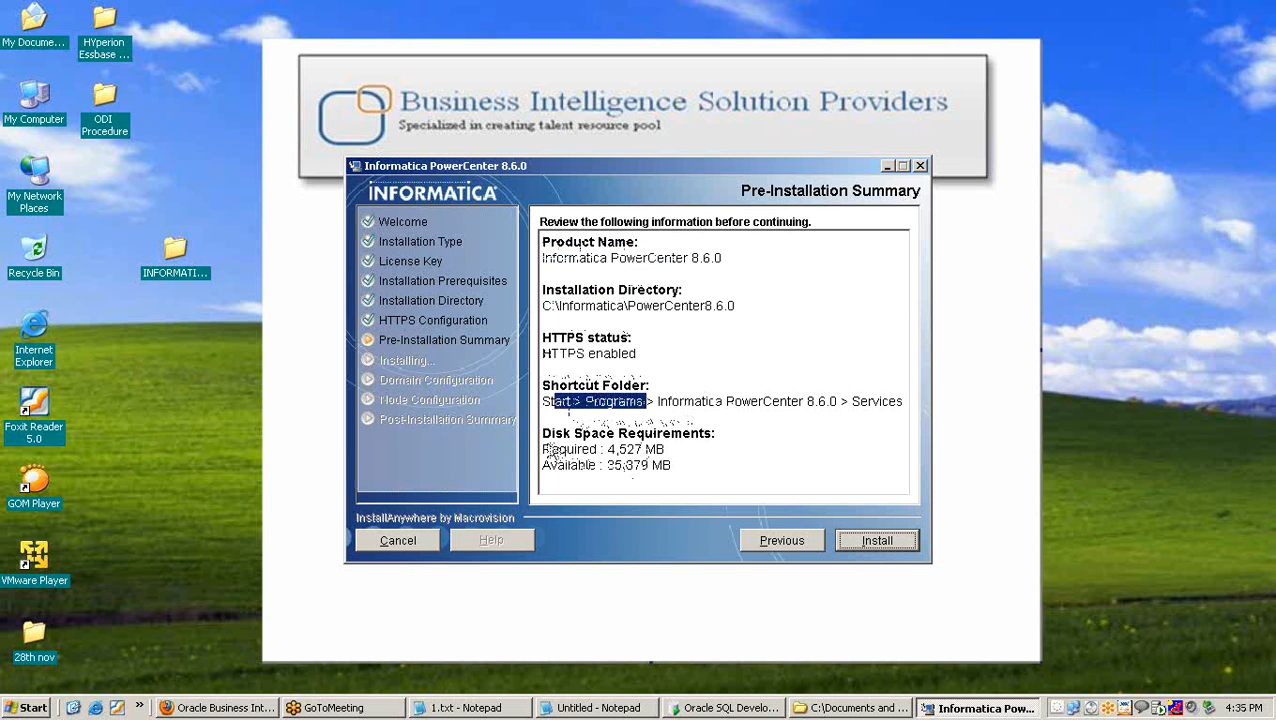 My Docume...
HYperion
Essbase ...
My Computer
ODI
Procedure
My Network
Places
Recycle Bin
INFORMATI...
Internet
Explorer
Foxit Reader
5.0
GOM Player
VMware Player
28th nov
Business Intelligence Solution Providers
Specialized in creating talent resource pool
Informatica PowerCenter 8.6.0
INFORMATICA
Pre-Installation Summary
Welcome
Installation Type
License Key
Installation Prerequisites
Installation Directory
HTTPS Configuration
Pre-Installation Summary
Installing...
Domain Configuration
Node Configuration
Post-Installation Summary
Review the following information before continuing.
Product Name:
Informatica PowerCenter 8.6.0
Installation Directory:
C:\Informatica\PowerCenter8.6.0
HTTPS status:
HTTPS enabled
Shortcut Folder:
Start > Programs > Informatica PowerCenter 8.6.0 > Services
Disk Space Requirements:
Required : 4,527 MB
Available : 35,379 MB
InstallAnywhere by Macrovision
Cancel
Help
Previous
Install
Start
»
Oracle Business Int...
GoToMeeting
1.txt - Notepad
Untitled - Notepad
Oracle SQL Develo...
C:\Documents and ...
Informatica Pow...
4:35 PM